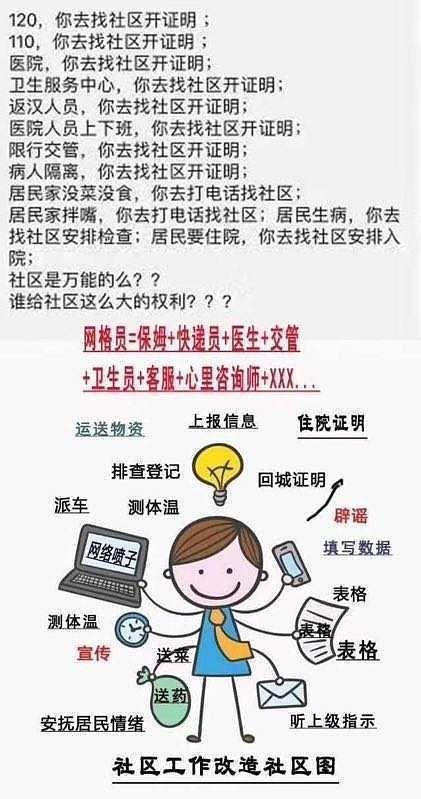 120，你去找社区开证明；
110，你去找社区开证明；
医院，你去找社区开证明；
卫生服务中心，你去找社区开证明；
返汉人员，你去找社区开证明；
医院人员上下班，你去找社区开证明；
限行交管，你去找社区开证明；
病人隔离，你去找社区开证明；
居民家没菜没食，你去打电话找社区；
居民家拌嘴，你去打电话找社区；居民生病，你去
找社区安排检查；居民要住院，你去找社区安排入
院；
社区是万能的么？？
谁给社区这么大的权利？？？
网格员=保姆+快递员+医生+交管
+卫生员+客服+心里咨询师+XXX...
运送物资
上报信息
住院证明
排查登记
回城证明
派车
测体温
辟谣
网络喷子
填写数据
表格
测体温
表格
宣传
送菜
表格
送药
安抚居民情绪
听上级指示
社区工作改造社区图